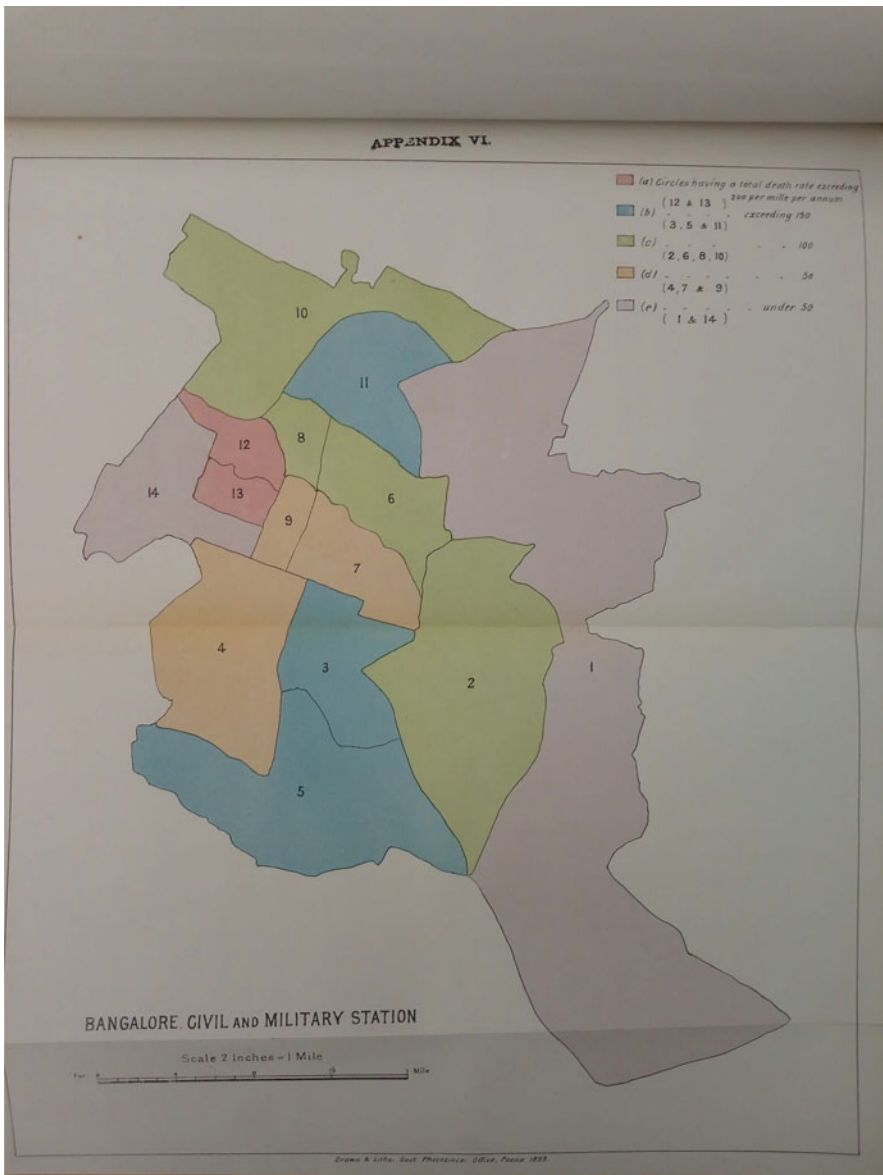 APPENDIX VI.
(a) Circles having a total death rate exceeding
200 per mille per annum
(12 & 13)
(b) - - - - exceeding 150
(3, 5 & 11)
(c) - - - - - - 100
(2, 6, 8, 10)
(d) - - - - - - - 50
(4, 7 & 9)
(e) - - - - under 50
( 1 & 14 )
10
11
12
8
14
13
6
9
7
4
3
2
1
5
BANGALORE. CIVIL AND MILITARY STATION
Scale 2 Inches = 1 Mile
Mile